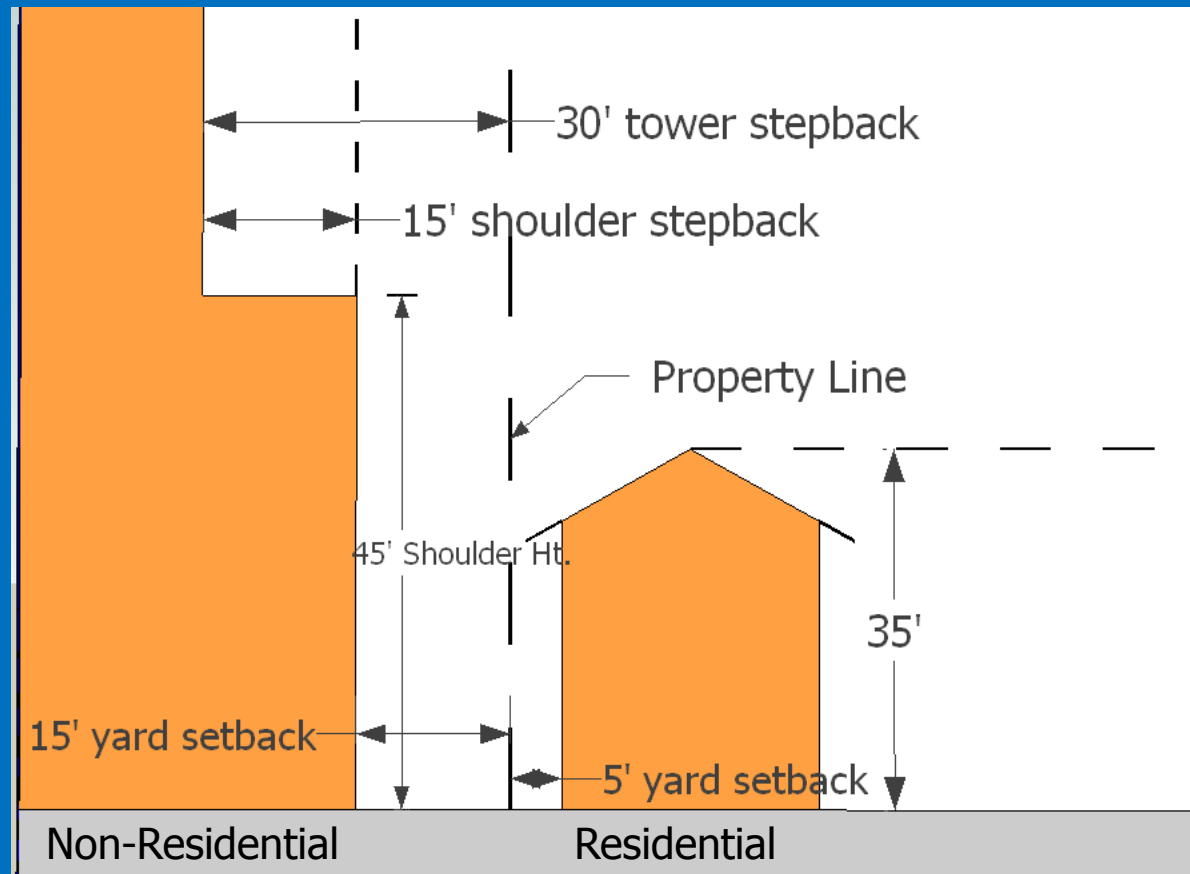 30' tower stepback
15' shoulder stepback
Property Line
45' Shoulder Ht.
35'
15' yard setback
5' yard setback
Non-Residential
Residential